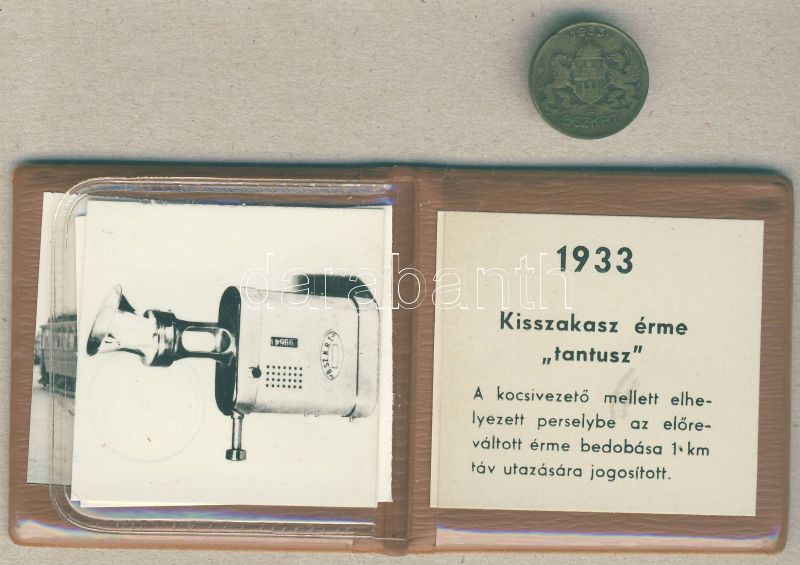 1933
BSZKRT
B.SZ.K.R.T.
9964
1933
Kisszakasz érme
„tantusz”
A kocsivezető mellett elhe-
lyezett perselybe az előre-
váltott érme bedobása 1 km
táv utazására jogosított.
darabanth